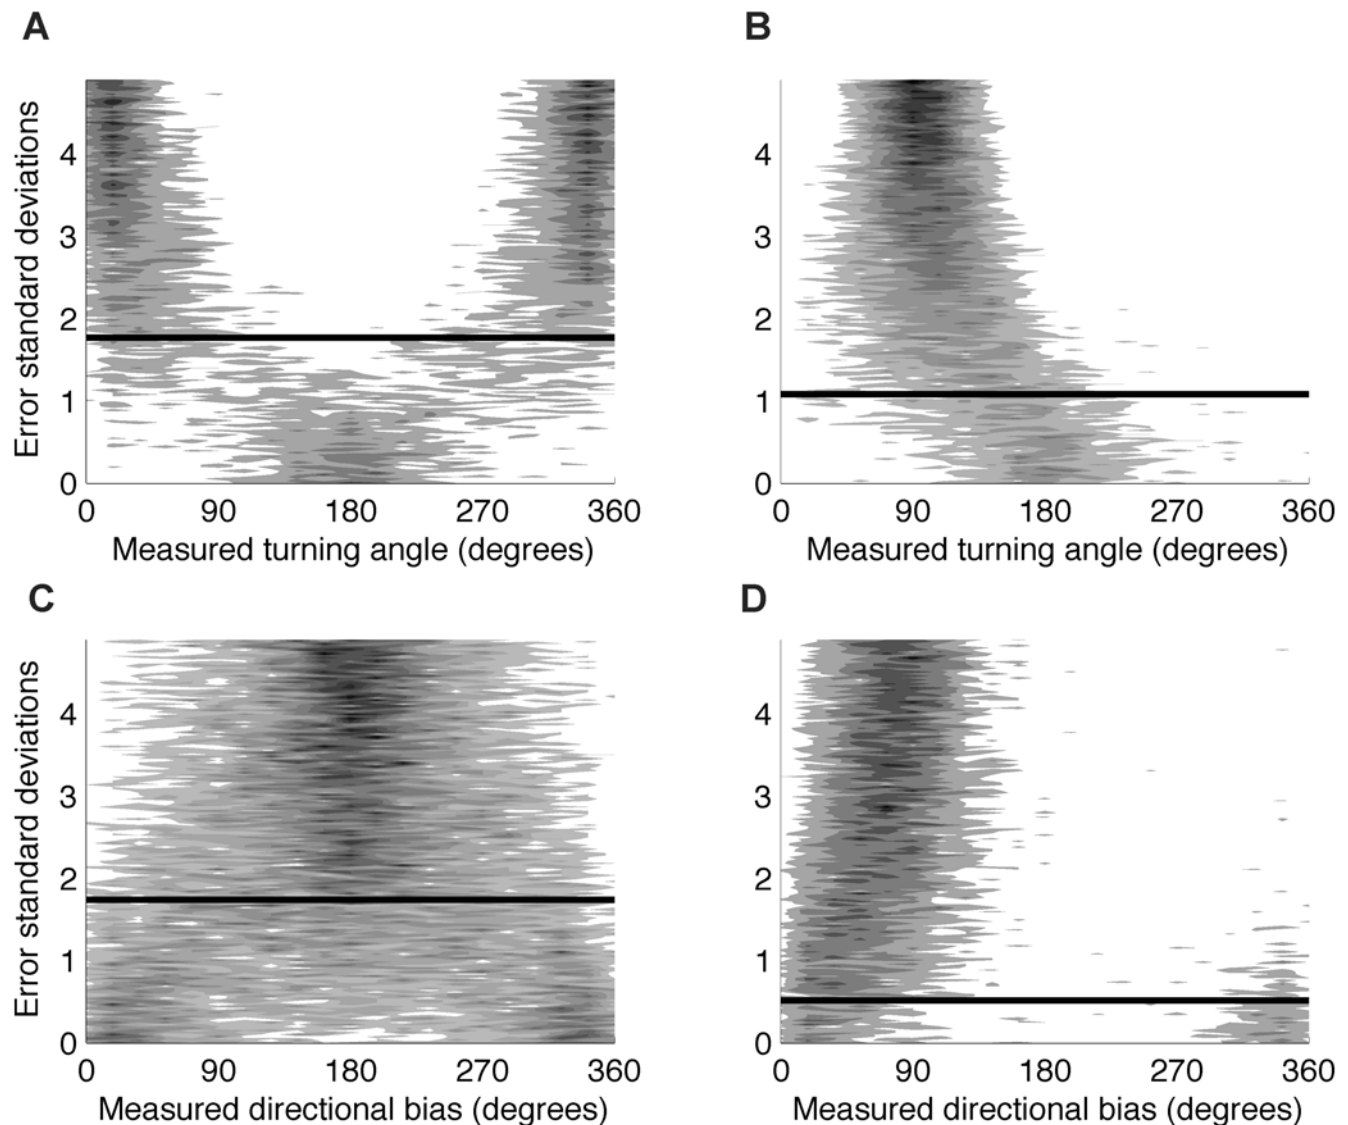 A
B
Error standard deviations
4
3
2
1
0
0 90 180 270 360
Measured turning angle (degrees)
4
3
2
1
0
0 90 180 270 360
Measured turning angle (degrees)
C
D
Error standard deviations
4
3
2
1
0
0 90 180 270 360
Measured directional bias (degrees)
4
3
2
1
0
0 90 180 270 360
Measured directional bias (degrees)